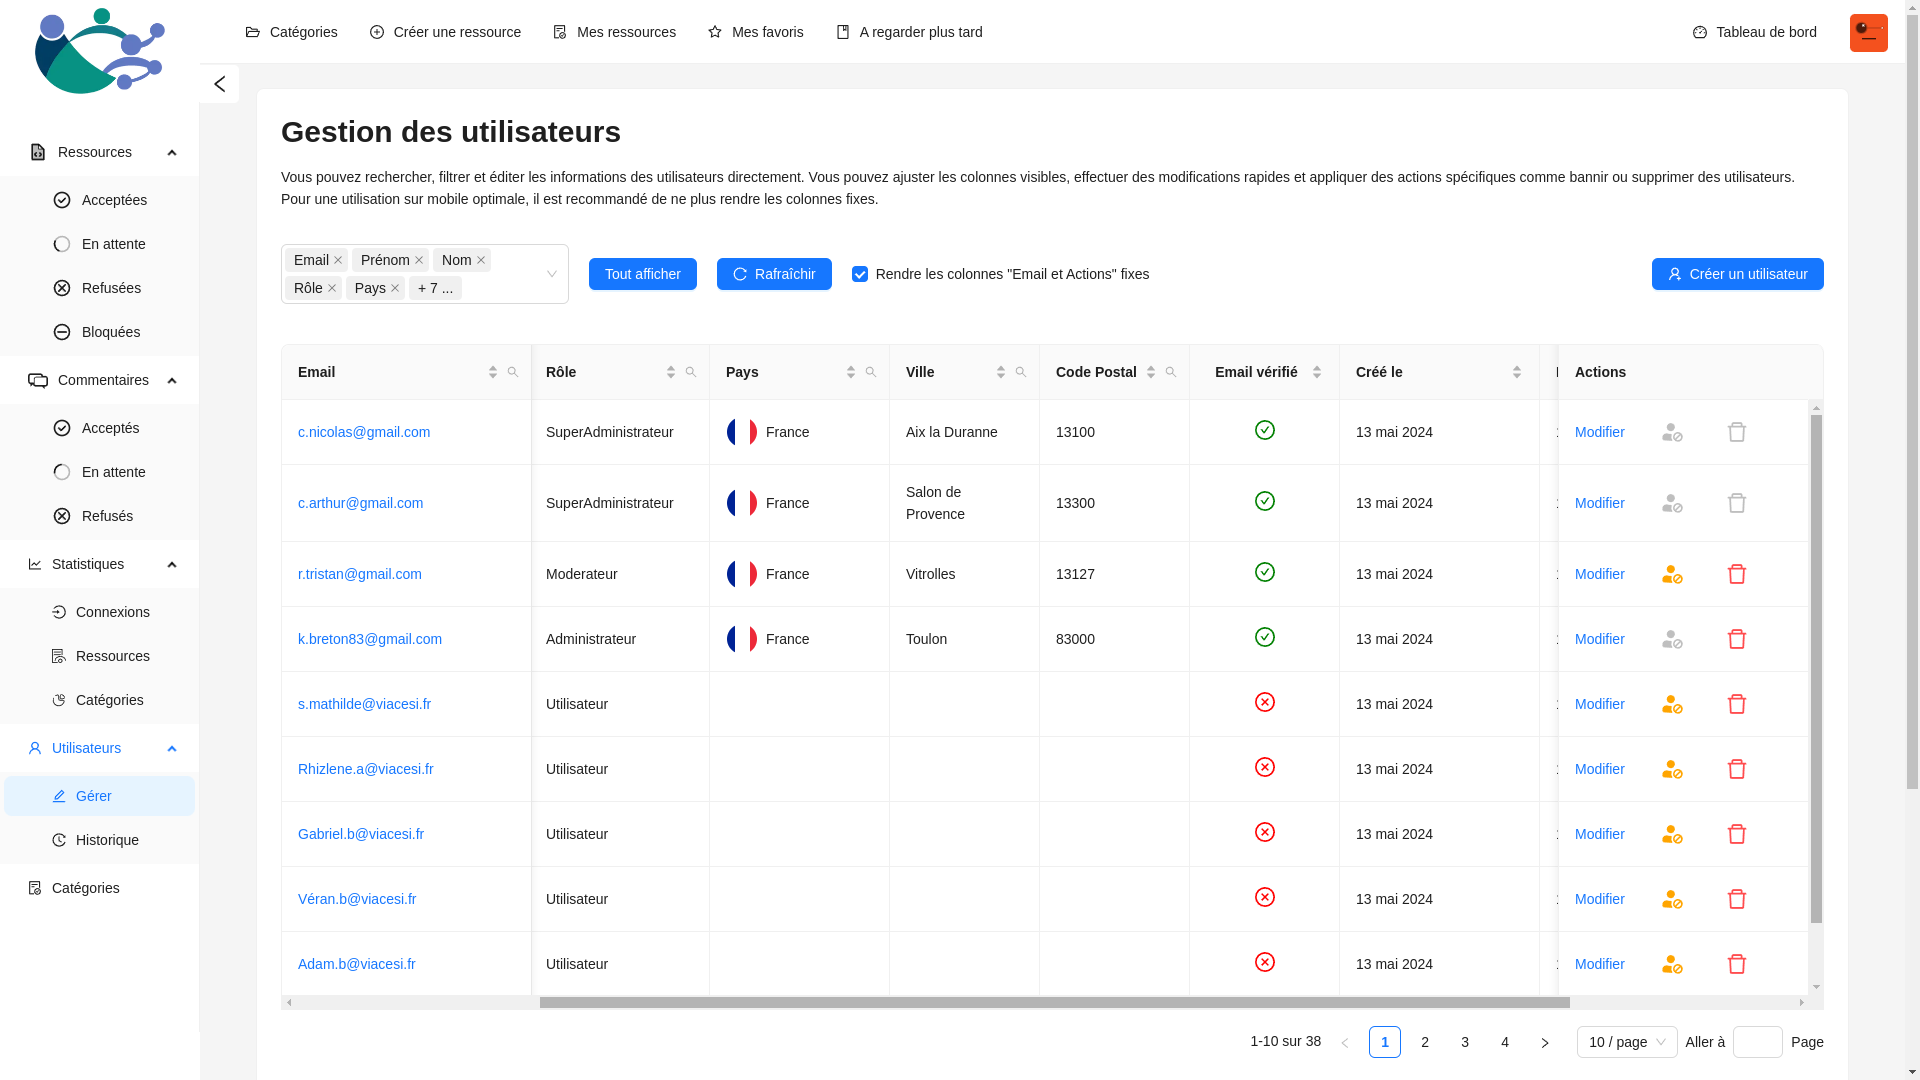 Catégories
Créer une ressource
Mes ressources
Mes favoris
A regarder plus tard
Tableau de bord
Ressources
Acceptées
En attente
Refusées
Bloquées
Commentaires
Acceptés
En attente
Refusés
Statistiques
Connexions
Ressources
Catégories
Utilisateurs
Gérer
Historique
Catégories
Gestion des utilisateurs
Vous pouvez rechercher, filtrer et éditer les informations des utilisateurs directement. Vous pouvez ajuster les colonnes visibles, effectuer des modifications rapides et appliquer des actions spécifiques comme bannir ou supprimer des utilisateurs.
Pour une utilisation sur mobile optimale, il est recommandé de ne plus rendre les colonnes fixes.
Email Prénom Nom
Rôle Pays + 7 ...
Tout afficher
Rafraîchir
Rendre les colonnes "Email et Actions" fixes
Créer un utilisateur
Email Rôle Pays Ville Code Postal Email vérifié Créé le Actions
c.nicolas@gmail.com SuperAdministrateur France Aix la Duranne 13100 13 mai 2024 Modifier
c.arthur@gmail.com SuperAdministrateur France Salon de Provence 13300 13 mai 2024 Modifier
r.tristan@gmail.com Moderateur France Vitrolles 13127 13 mai 2024 Modifier
k.breton83@gmail.com Administrateur France Toulon 83000 13 mai 2024 Modifier
s.mathilde@viacesi.fr Utilisateur 13 mai 2024 Modifier
Rhizlene.a@viacesi.fr Utilisateur 13 mai 2024 Modifier
Gabriel.b@viacesi.fr Utilisateur 13 mai 2024 Modifier
Véran.b@viacesi.fr Utilisateur 13 mai 2024 Modifier
Adam.b@viacesi.fr Utilisateur 13 mai 2024 Modifier
1-10 sur 38 1 2 3 4 10 / page Aller à Page